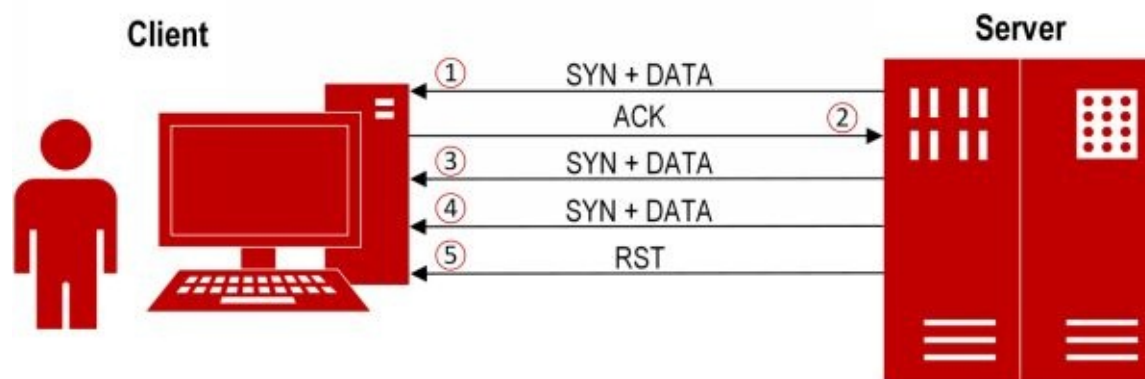 Client
Server
① SYN + DATA
ACK ②
③ SYN + DATA
④ SYN + DATA
⑤ RST